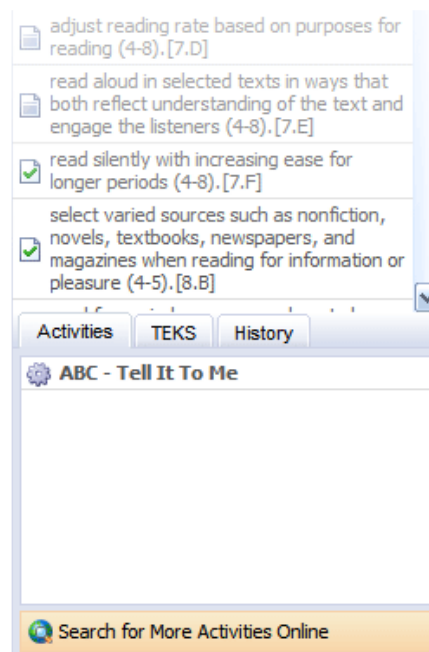 adjust reading rate based on purposes for
reading (4-8).[7.D]
read aloud in selected texts in ways that
both reflect understanding of the text and
engage the listeners (4-8).[7.E]
read silently with increasing ease for
longer periods (4-8).[7.F]
select varied sources such as nonfiction,
novels, textbooks, newspapers, and
magazines when reading for information or
pleasure (4-5).[8.B]
Activities TEKS History
ABC - Tell It To Me
Search for More Activities Online